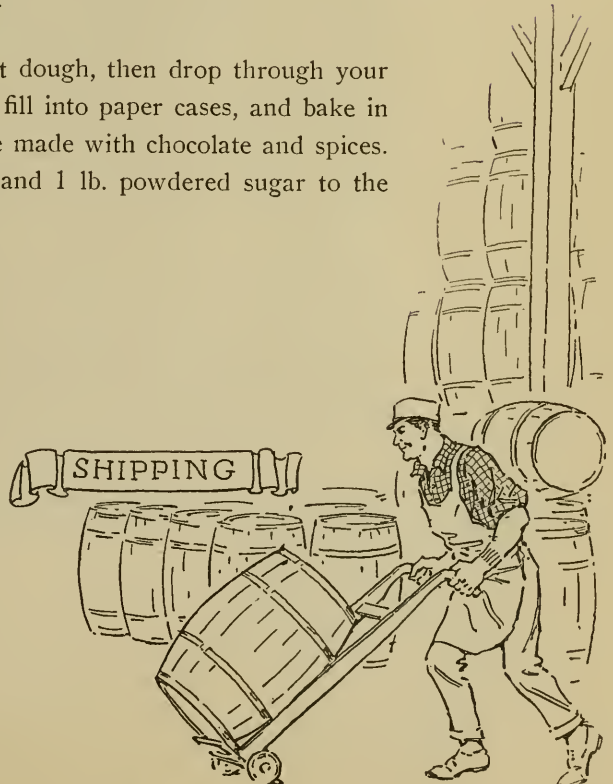 t dough, then drop through your
fill into paper cases, and bake in
made with chocolate and spices.
and 1 lb. powdered sugar to the
SHIPPING